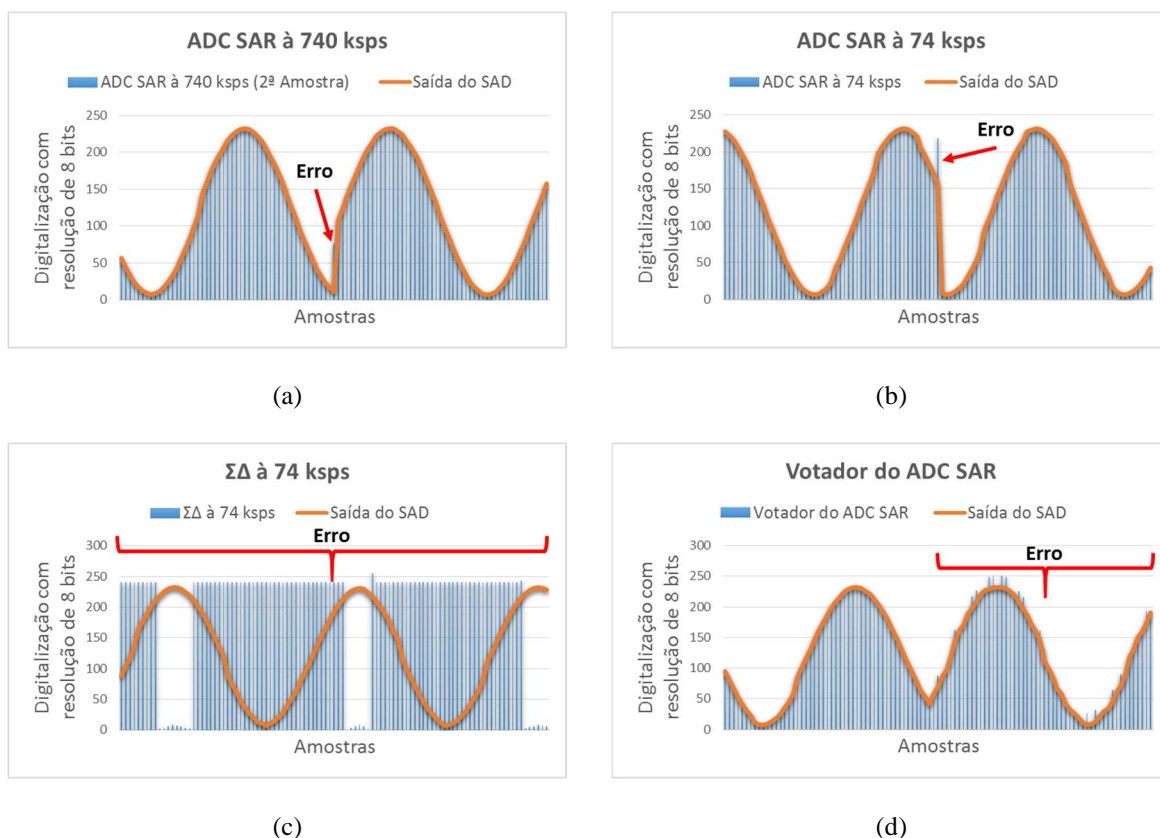 ADC SAR à 740 ksps
ADC SAR à 740 ksps (2ª Amostra) Saída do SAD
Digitalização com
resolução de 8 bits
250
200
150
100
50
0
Erro
Amostras
(a)
ADC SAR à 74 ksps
ADC SAR à 74 ksps Saída do SAD
Digitalização com
resolução de 8 bits
250
200
150
100
50
0
Erro
Amostras
(b)
ΣΔ à 74 ksps
ΣΔ à 74 ksps Saída do SAD
Digitalização com
resolução de 8 bits
300
250
200
150
100
50
0
Erro
Amostras
(c)
Votador do ADC SAR
Votador do ADC SAR Saída do SAD
Digitalização com
resolução de 8 bits
300
250
200
150
100
50
0
Erro
Amostras
(d)